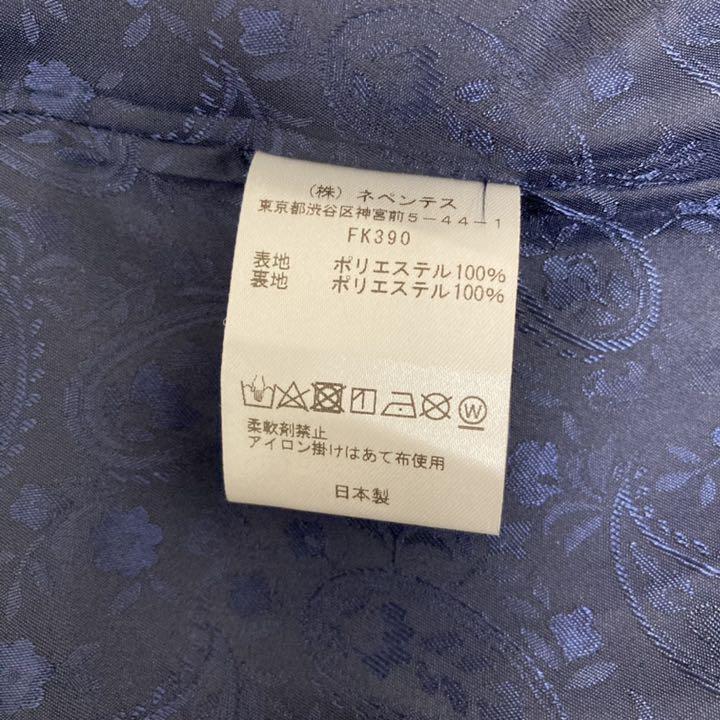 （株）ネペンテス
東京都渋谷区神宮前５－４４－１
FK390
表地　ポリエステル100%
裏地　ポリエステル100%
W
柔軟剤禁止
アイロン掛けはあて布使用
日本製